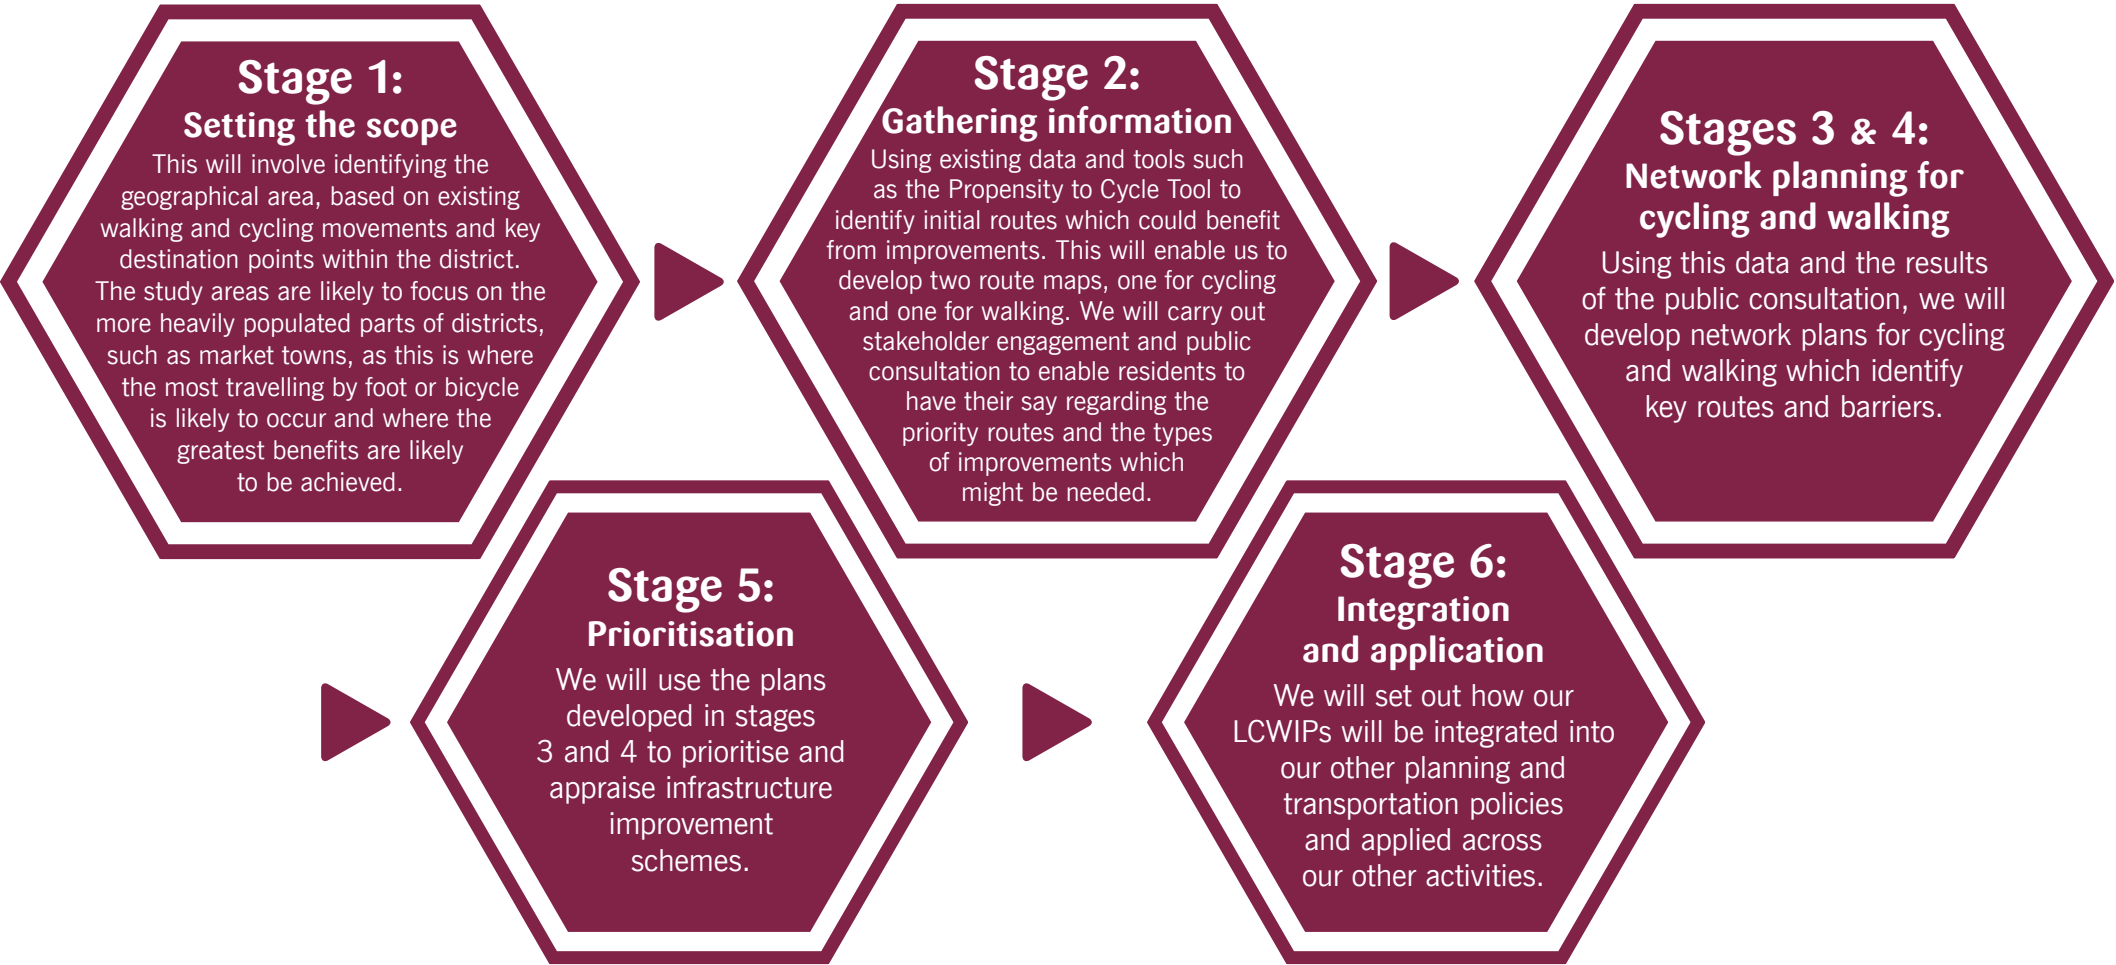 Stage 1:
Setting the scope
This will involve identifying the
geographical area, based on existing
walking and cycling movements and key
destination points within the district.
The study areas are likely to focus on the
more heavily populated parts of districts,
such as market towns, as this is where
the most travelling by foot or bicycle
is likely to occur and where the
greatest benefits are likely
to be achieved.
Stage 2:
Gathering information
Using existing data and tools such
as the Propensity to Cycle Tool to
identify initial routes which could benefit
from improvements. This will enable us to
develop two route maps, one for cycling
and one for walking. We will carry out
stakeholder engagement and public
consultation to enable residents to
have their say regarding the
priority routes and the types
of improvements which
might be needed.
Stages 3 & 4:
Network planning for
cycling and walking
Using this data and the results
of the public consultation, we will
develop network plans for cycling
and walking which identify
key routes and barriers.
Stage 5:
Prioritisation
We will use the plans
developed in stages
3 and 4 to prioritise and
appraise infrastructure
improvement
schemes.
Stage 6:
Integration
and application
We will set out how our
LCWIPs will be integrated into
our other planning and
transportation policies
and applied across
our other activities.